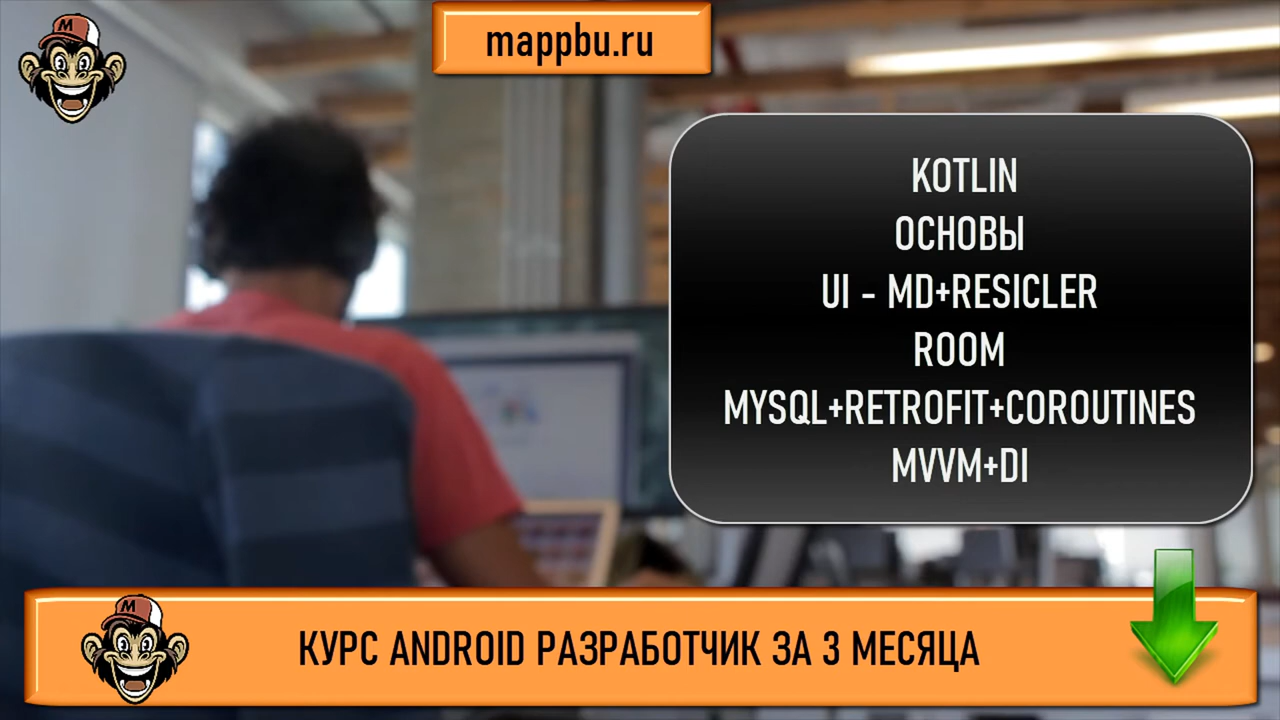 mappbu.ru
M
KOTLIN
ОСНОВЫ
UI - MD+RESICLER
ROOM
MYSQL+RETROFIT+COROUTINES
MVVM+DI
M
КУРС ANDROID РАЗРАБОТЧИК ЗА 3 МЕСЯЦА